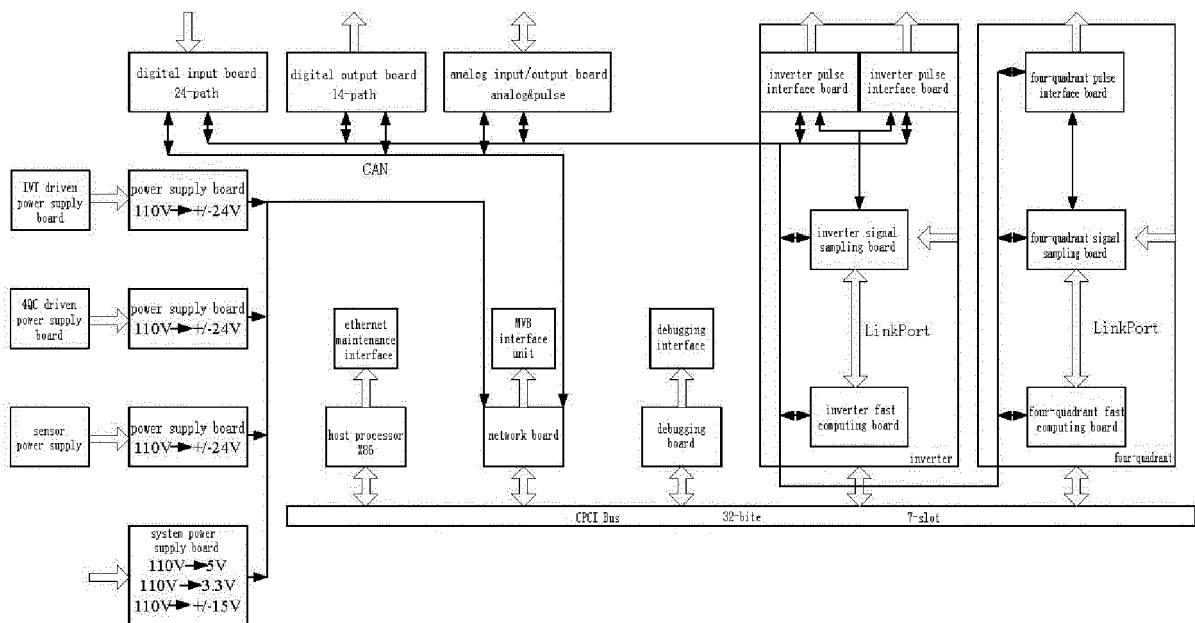 digital input board
24-path
digital output board
14-path
analog input/output board
analog&pulse
inverter pulse
interface board
inverter pulse
interface board
four-quadrant pulse
interface board
CAN
IVT driven
power supply
board
power supply board
110V +/-24V
inverter signal
sampling board
four-quadrant signal
sampling board
4QC driven
power supply
board
power supply board
110V +/-24V
ethernet
maintenance
interface
MVB
interface
unit
debugging
interface
LinkPort
LinkPort
sensor
power supply
power supply board
110V +/-24V
host processor
X86
network board
debugging
board
inverter fast
computing board
four-quadrant fast
computing board
inverter
four-quadrant
CPCI Bus 32-bite 7-slot
system power
supply board
110V 5V
110V 3.3V
110V +/-15V